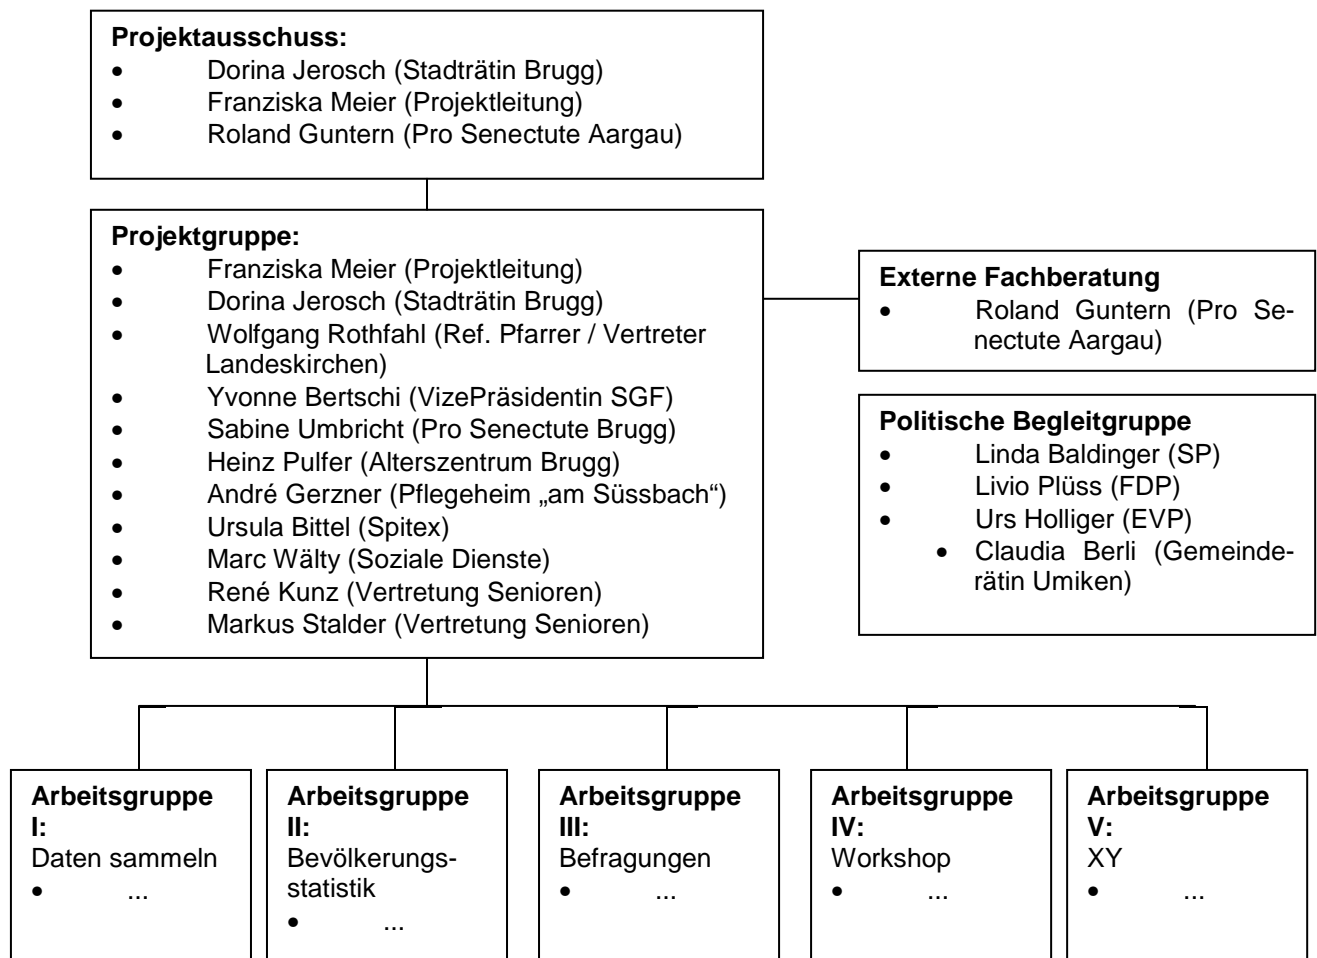 Projektausschuss:
• Dorina Jerosch (Stadträtin Brugg)
• Franziska Meier (Projektleitung)
• Roland Guntern (Pro Senectute Aargau)
Projektgruppe:
• Franziska Meier (Projektleitung)
• Dorina Jerosch (Stadträtin Brugg)
• Wolfgang Rothfahl (Ref. Pfarrer / Vertreter
Landeskirchen)
• Yvonne Bertschi (VizePräsidentin SGF)
• Sabine Umbricht (Pro Senectute Brugg)
• Heinz Pulfer (Alterszentrum Brugg)
• André Gerzner (Pflegeheim „am Süssbach“)
• Ursula Bittel (Spitex)
• Marc Wälty (Soziale Dienste)
• René Kunz (Vertretung Senioren)
• Markus Stalder (Vertretung Senioren)
Externe Fachberatung
• Roland Guntern (Pro Se-
nectute Aargau)
Politische Begleitgruppe
• Linda Baldinger (SP)
• Livio Plüss (FDP)
• Urs Holliger (EVP)
• Claudia Berli (Gemeinde-
rätin Umiken)
Arbeitsgruppe
I:
Daten sammeln
• ...
Arbeitsgruppe
II:
Bevölkerungs-
statistik
• ...
Arbeitsgruppe
III:
Befragungen
• ...
Arbeitsgruppe
IV:
Workshop
• ...
Arbeitsgruppe
V:
XY
• ...